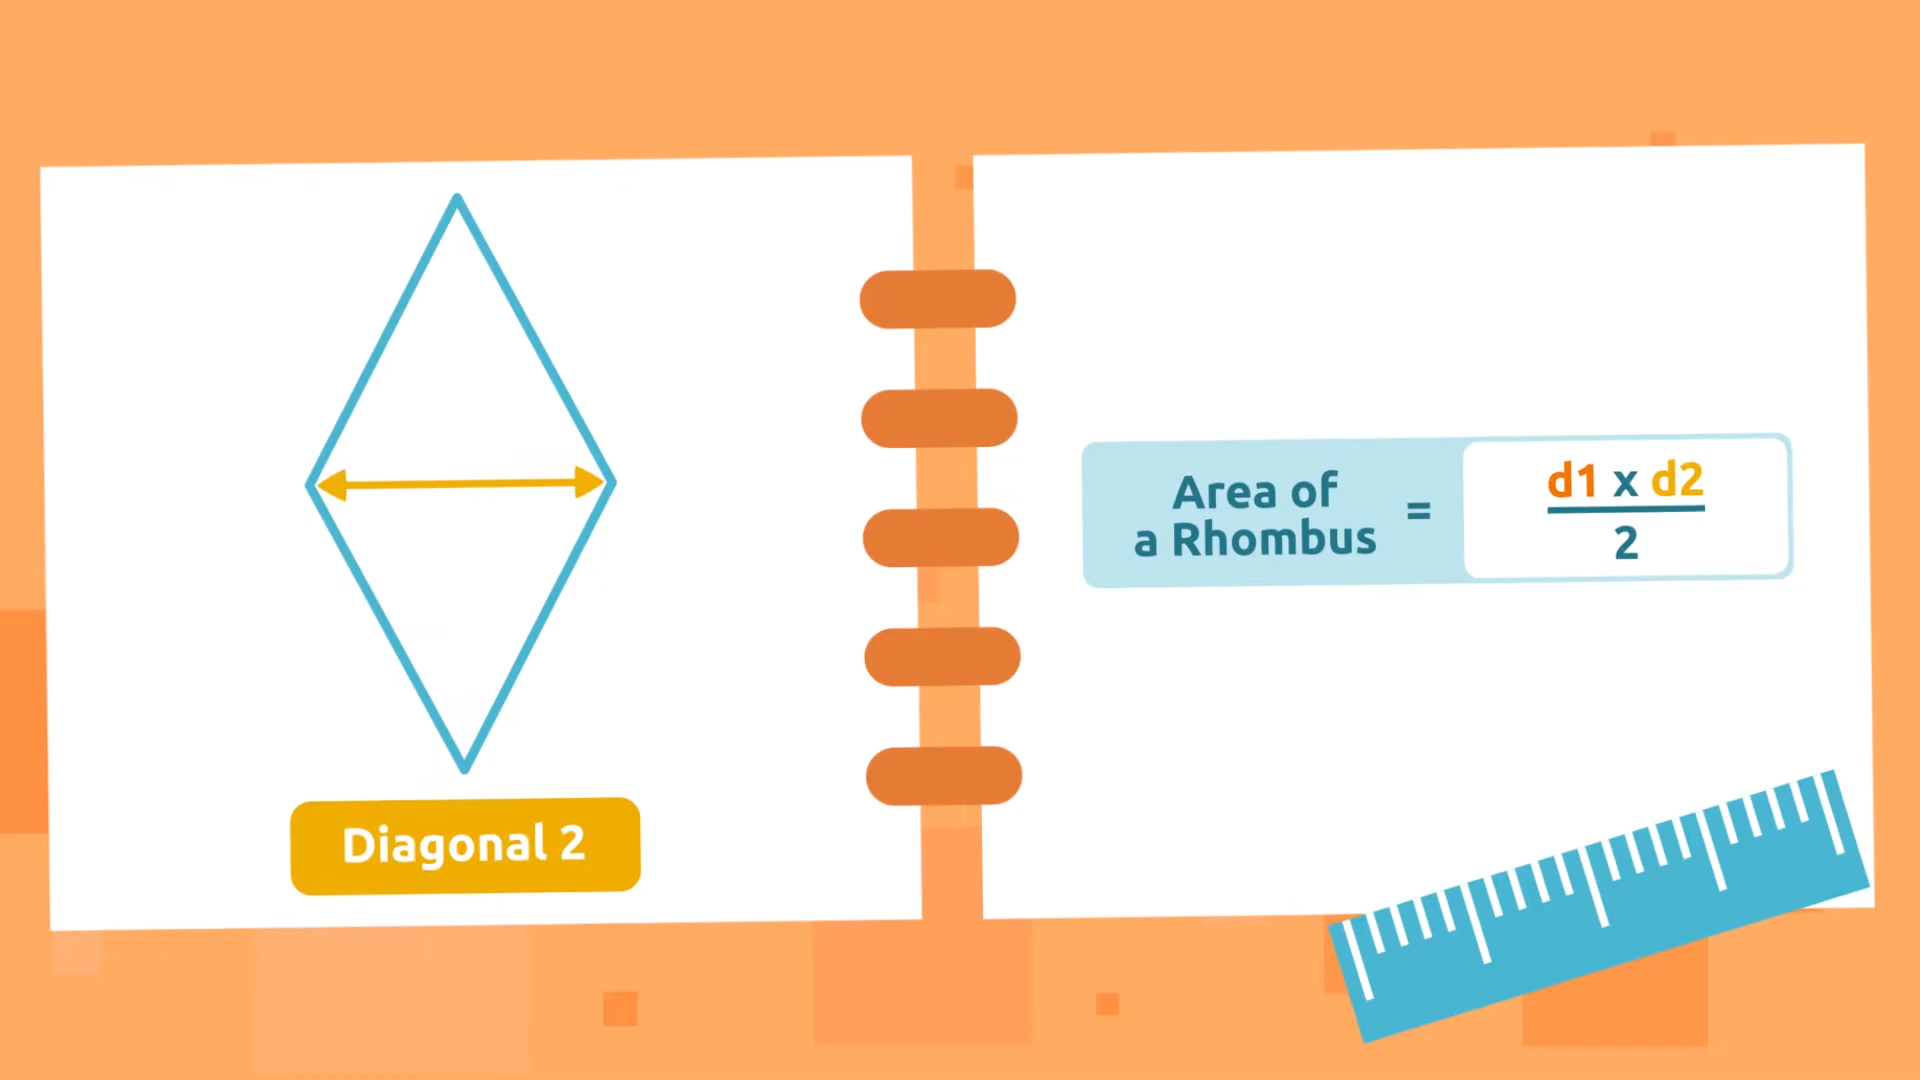 Diagonal 2
Area of
a Rhombus
=
d1 x d2
2